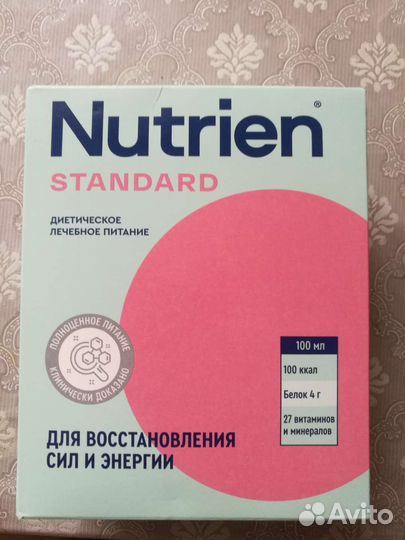 Nutrien®
STANDARD
ДИЕТИЧЕСКОЕ
ЛЕЧЕБНОЕ ПИТАНИЕ
ПОЛНОЦЕННОЕ ПИТАНИЕ
КЛИНИЧЕСКИ ДОКАЗАНО
100 мл
100 ккал
Белок 4 г
27 витаминов
и минералов
ДЛЯ ВОССТАНОВЛЕНИЯ
СИЛ И ЭНЕРГИИ
Avito